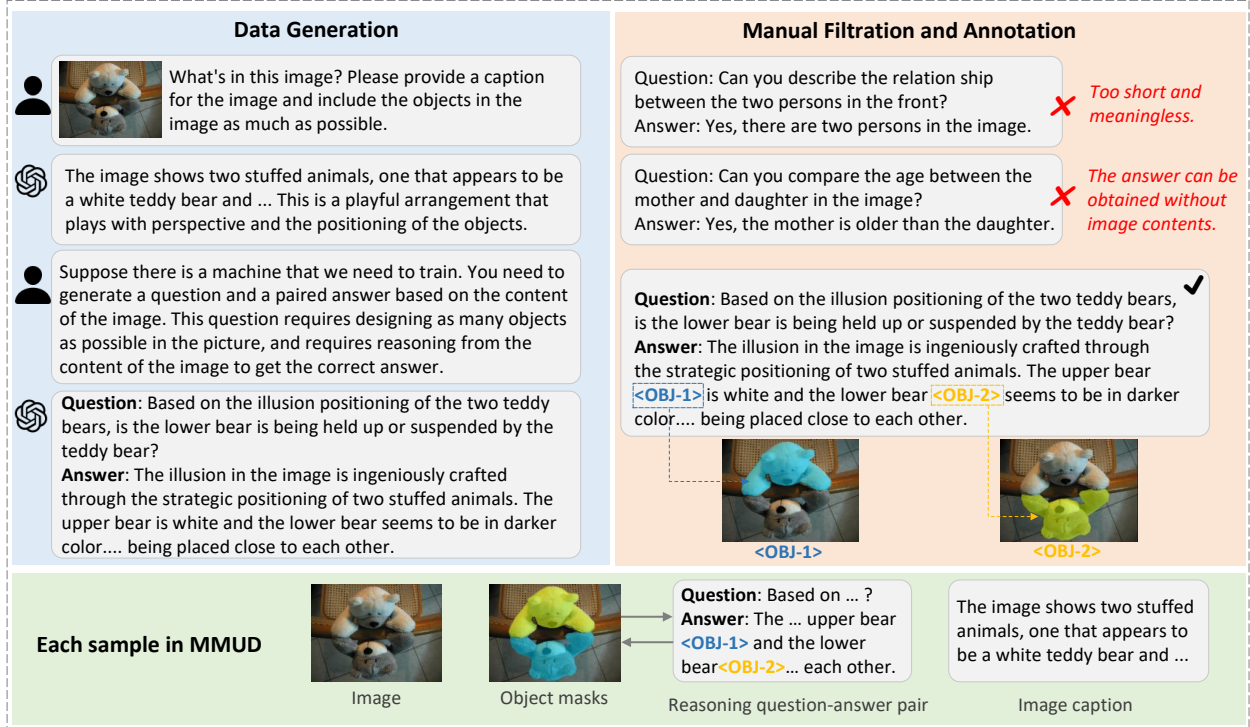 Data Generation
What's in this image? Please provide a caption
for the image and include the objects in the
image as much as possible.
The image shows two stuffed animals, one that appears to be
a white teddy bear and ... This is a playful arrangement that
plays with perspective and the positioning of the objects.
Suppose there is a machine that we need to train. You need to
generate a question and a paired answer based on the content
of the image. This question requires designing as many objects
as possible in the picture, and requires reasoning from the
content of the image to get the correct answer.
Question: Based on the illusion positioning of the two teddy
bears, is the lower bear is being held up or suspended by the
teddy bear?
Answer: The illusion in the image is ingeniously crafted
through the strategic positioning of two stuffed animals. The
upper bear is white and the lower bear seems to be in darker
color.... being placed close to each other.
Manual Filtration and Annotation
Question: Can you describe the relation ship
between the two persons in the front?
Answer: Yes, there are two persons in the image.
Too short and
meaningless.
Question: Can you compare the age between the
mother and daughter in the image?
Answer: Yes, the mother is older than the daughter.
The answer can be
obtained without
image contents.
Question: Based on the illusion positioning of the two teddy bears,
is the lower bear is being held up or suspended by the teddy bear?
Answer: The illusion in the image is ingeniously crafted through
the strategic positioning of two stuffed animals. The upper bear
<OBJ-1> is white and the lower bear <OBJ-2> seems to be in darker
color.... being placed close to each other.
<OBJ-1>
<OBJ-2>
Each sample in MMUD
Image
Object masks
Question: Based on ... ?
Answer: The ... upper bear
<OBJ-1> and the lower
bear<OBJ-2>... each other.
Reasoning question-answer pair
The image shows two stuffed
animals, one that appears to
be a white teddy bear and ...
Image caption